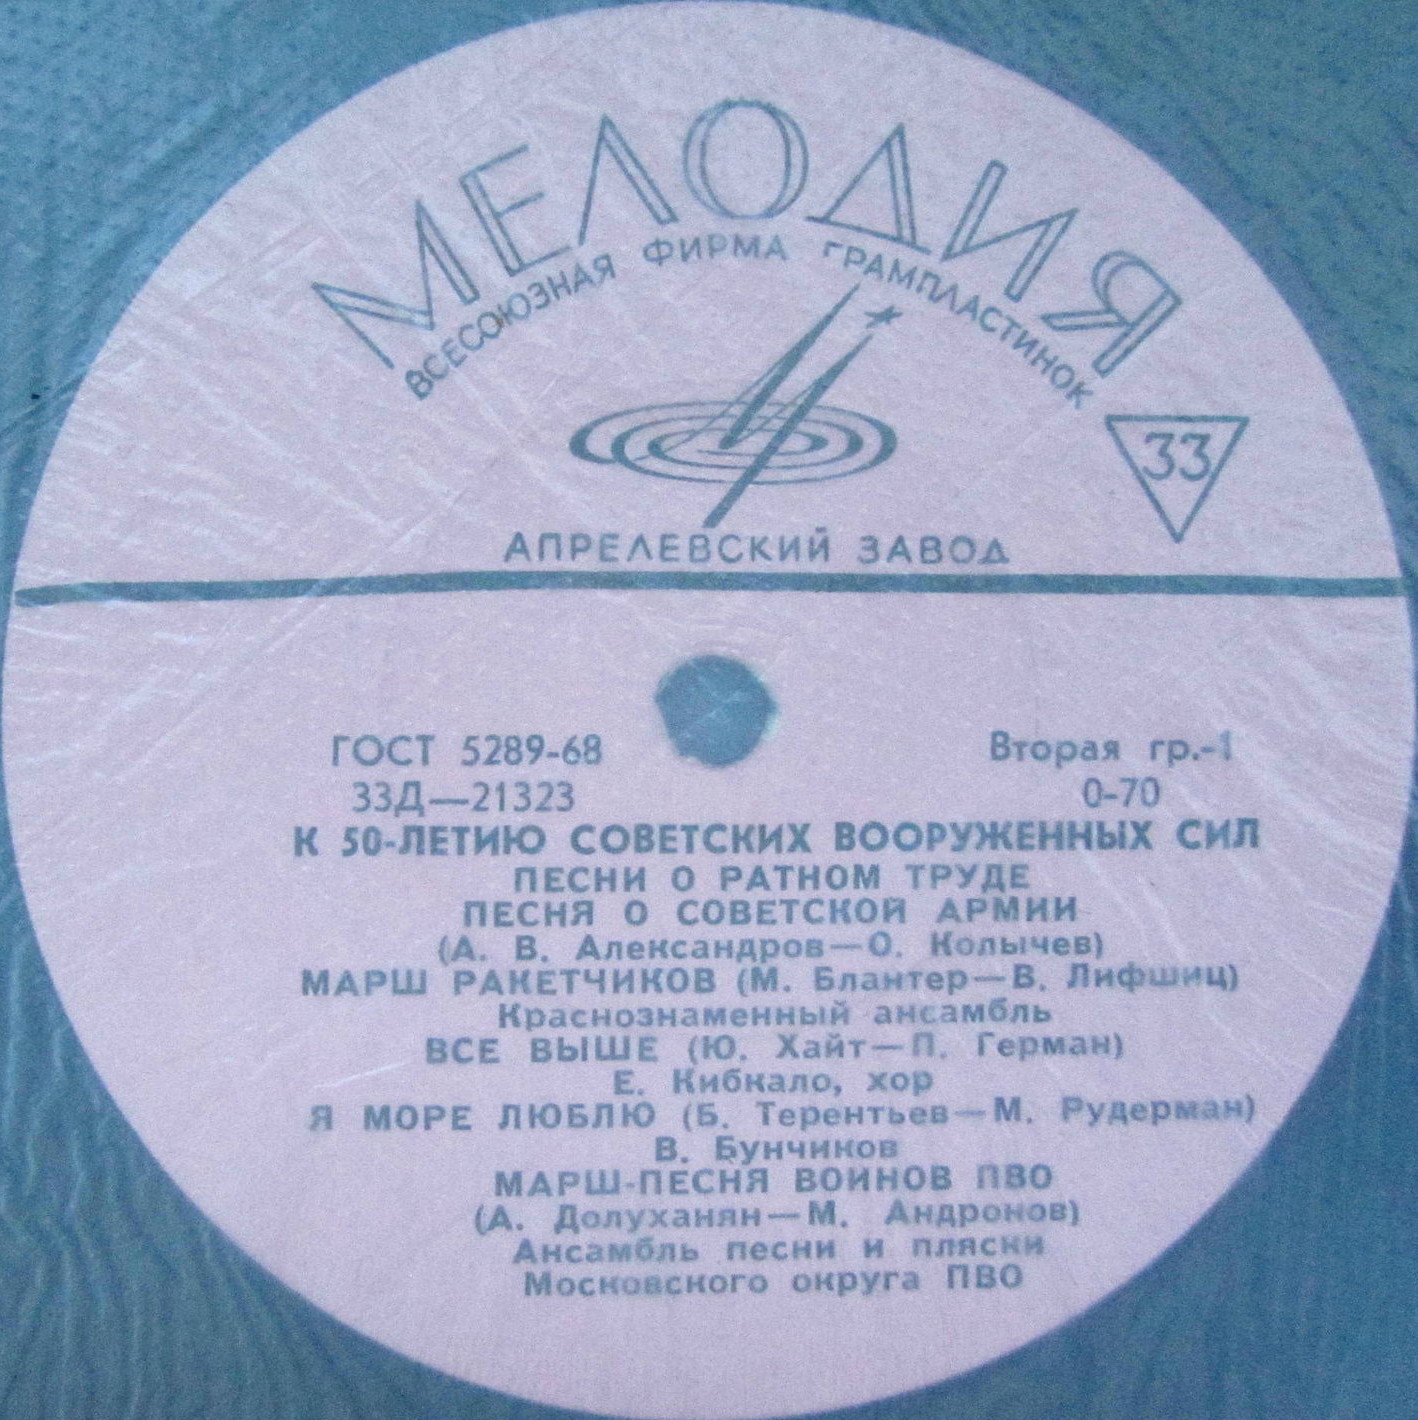 МЕЛОДИЯ
ВСЕСОЮЗНАЯ ФИРМА ГРАМПЛАСТИНОК
33
АПРЕЛЕВСКИЙ ЗАВОД
ГОСТ 5289-68 Вторая гр.-1
33Д—21323 0-70
К 50-ЛЕТИЮ СОВЕТСКИХ ВООРУЖЕННЫХ СИЛ
ПЕСНИ О РАТНОМ ТРУДЕ
ПЕСНЯ О СОВЕТСКОЙ АРМИИ
(А. В. Александров—О. Колычев)
МАРШ РАКЕТЧИКОВ (М. Блантер—В. Лифшиц)
Краснознаменный ансамбль
ВСЕ ВЫШЕ (Ю. Хайт—П. Герман)
Е. Кибкало, хор
Я МОРЕ ЛЮБЛЮ (Б. Терентьев—М. Рудерман)
В. Бунчиков
МАРШ-ПЕСНЯ ВОИНОВ ПВО
(А. Долуханян—М. Андронов)
Ансамбль песни и пляски
Московского округа ПВО